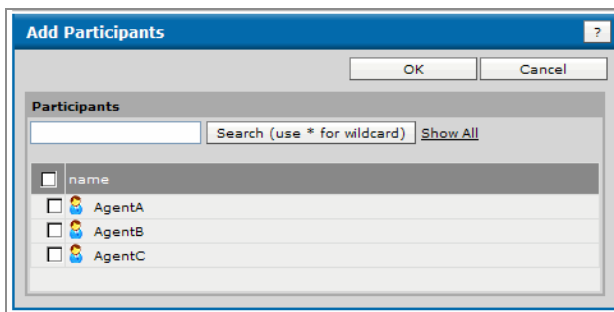 Add Participants ?
OK Cancel
Participants
Search (use * for wildcard) Show All
name
AgentA
AgentB
AgentC